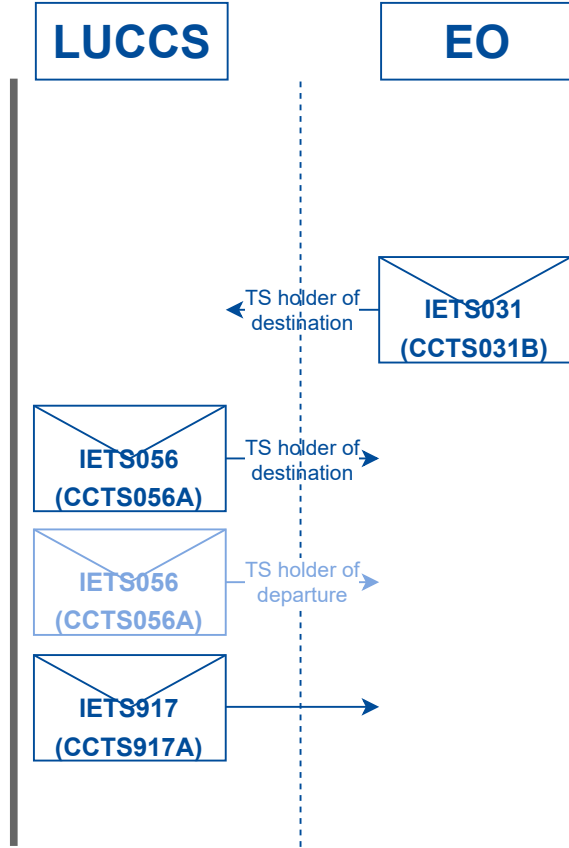 LUCCS
EO
TS holder of
destination
IETS031
(CCTS031B)
IETS056
(CCTS056A)
TS holder of
destination
IETS056
(CCTS056A)
TS holder of
departure
IETS917
(CCTS917A)